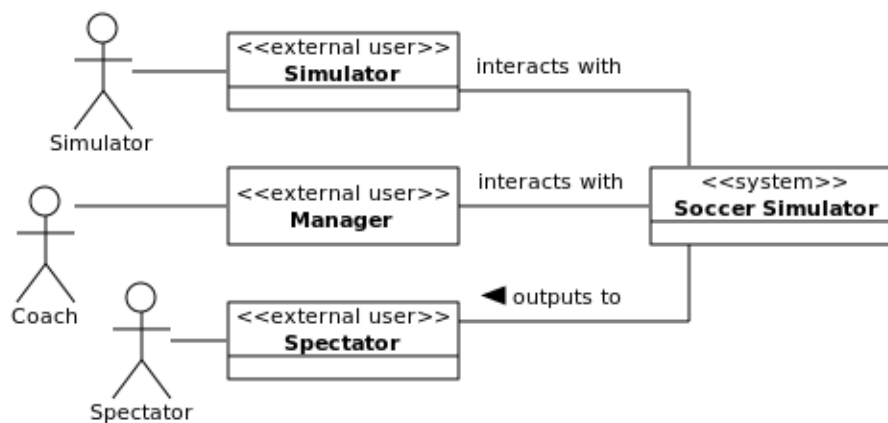 <<external user>>
Simulator
interacts with
Simulator
<<external user>>
Manager
interacts with
<<system>>
Soccer Simulator
Coach
<<external user>>
Spectator
◀ outputs to
Spectator